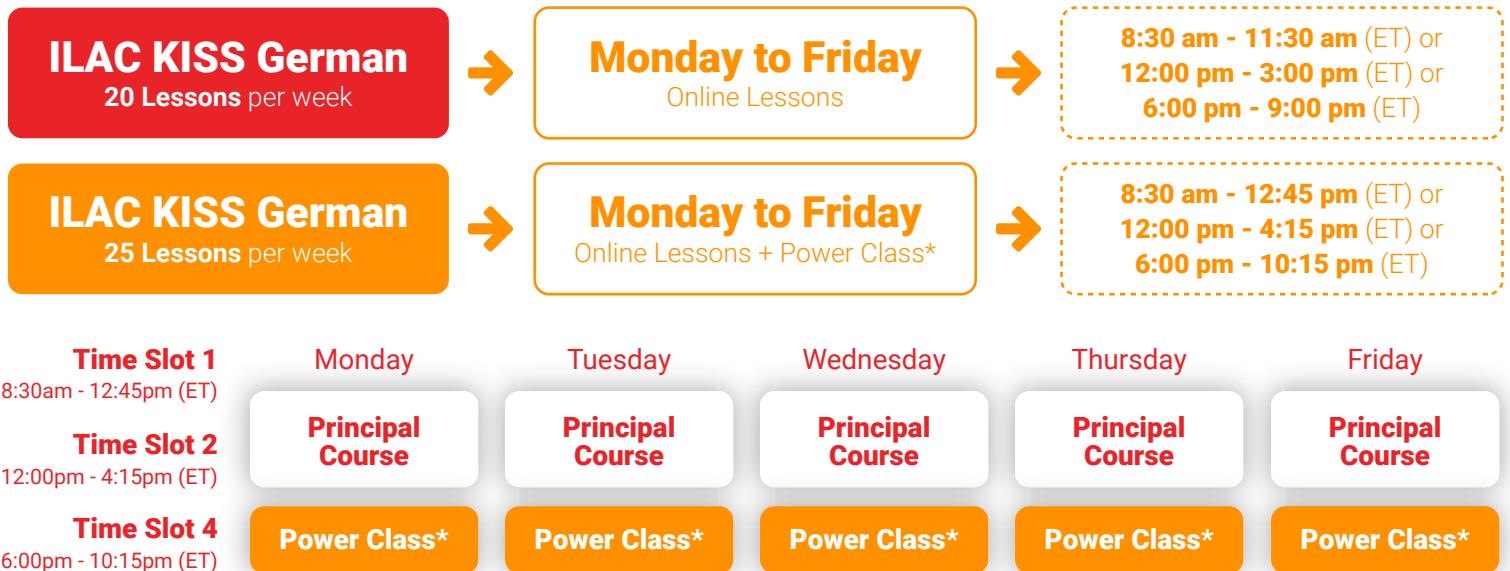 ILAC KISS German
20 Lessons per week
Monday to Friday
Online Lessons
8:30 am - 11:30 am (ET) or
12:00 pm - 3:00 pm (ET) or
6:00 pm - 9:00 pm (ET)
ILAC KISS German
25 Lessons per week
Monday to Friday
Online Lessons + Power Class*
8:30 am - 12:45 pm (ET) or
12:00 pm - 4:15 pm (ET) or
6:00 pm - 10:15 pm (ET)
Time Slot 1
8:30am - 12:45pm (ET)
Time Slot 2
12:00pm - 4:15pm (ET)
Time Slot 4
6:00pm - 10:15pm (ET)
Monday
Tuesday
Wednesday
Thursday
Friday
Principal
Course
Principal
Course
Principal
Course
Principal
Course
Principal
Course
Power Class*
Power Class*
Power Class*
Power Class*
Power Class*